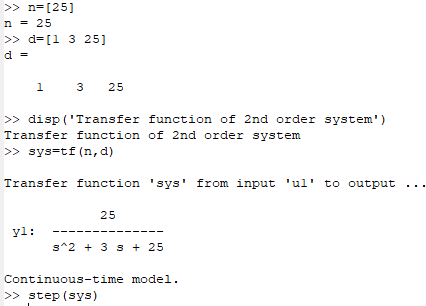 >> n=[25]
n = 25
>> d=[1 3 25]
d =
1 3 25
>> disp('Transfer function of 2nd order system')
Transfer function of 2nd order system
>> sys=tf(n,d)
Transfer function 'sys' from input 'u1' to output ...
25
y1: --------------
s^2 + 3 s + 25
Continuous-time model.
>> step(sys)